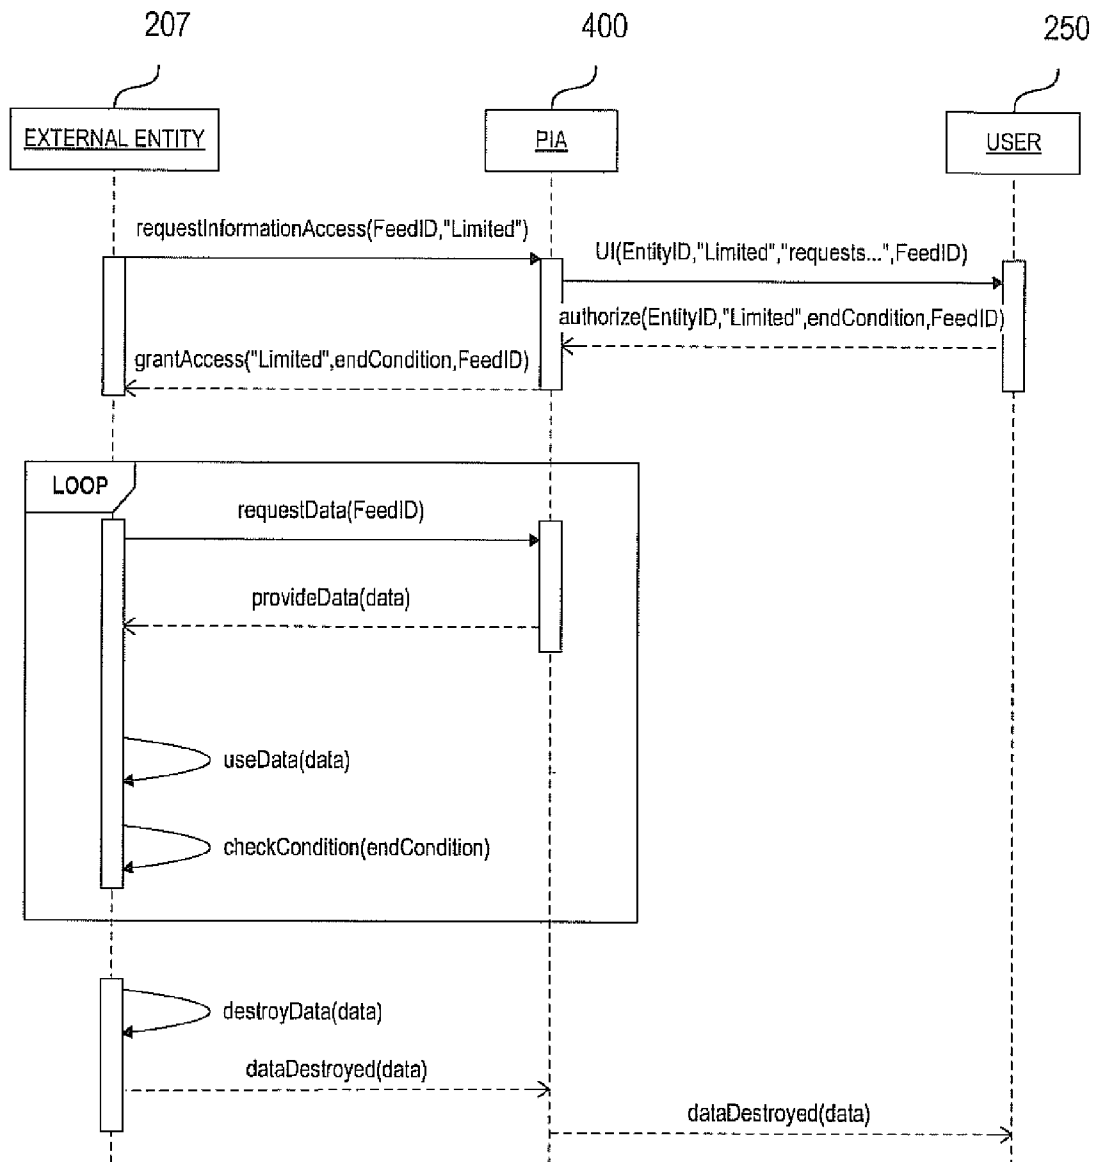 207
400
250
EXTERNAL ENTITY
PIA
USER
requestInformationAccess(FeedID,"Limited")
UI(EntityID,"Limited","requests...",FeedID)
authorize(EntityID,"Limited",endCondition,FeedID)
grantAccess("Limited",endCondition,FeedID)
LOOP
requestData(FeedID)
provideData(data)
useData(data)
checkCondition(endCondition)
destroyData(data)
dataDestroyed(data)
dataDestroyed(data)